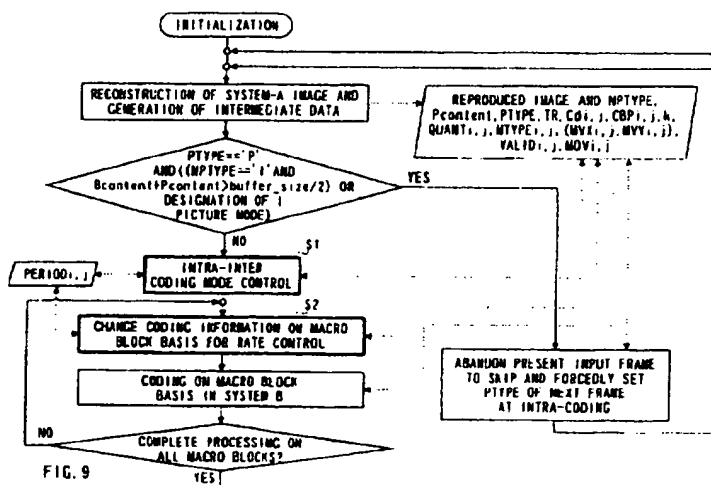 INITIALIZATION
RECONSTRUCTION OF SYSTEM-A IMAGE AND
GENERATION OF INTERMEDIATE DATA
REPRODUCED IMAGE AND NPTYPE,
Pcontent, PTYPE, TR, Cdi, j, CBPi, j, k,
QUANTi, j, MTYPEi, j, (MVXi, j, MVYi, j),
VALIDi, j, MOVi, j
PTYPE=='P'
AND((NPTYPE=='I'AND
Bcontent+Pcontent>buffer_size/2) OR
DESIGNATION OF I
PICTURE MODE)
YES
NO
S1
PERIODi, j
INTRA-INTER
CODING MODE CONTROL
S2
CHANGE CODING INFORMATION ON MACRO
BLOCK BASIS FOR RATE CONTROL
CODING ON MACRO BLOCK
BASIS IN SYSTEM B
ABANDON PRESENT INPUT FRAME
TO SKIP AND FORCEDLY SET
PTYPE OF NEXT FRAME
AT INTRA-CODING
NO
COMPLETE PROCESSING ON
ALL MACRO BLOCKS?
YES
FIG. 9